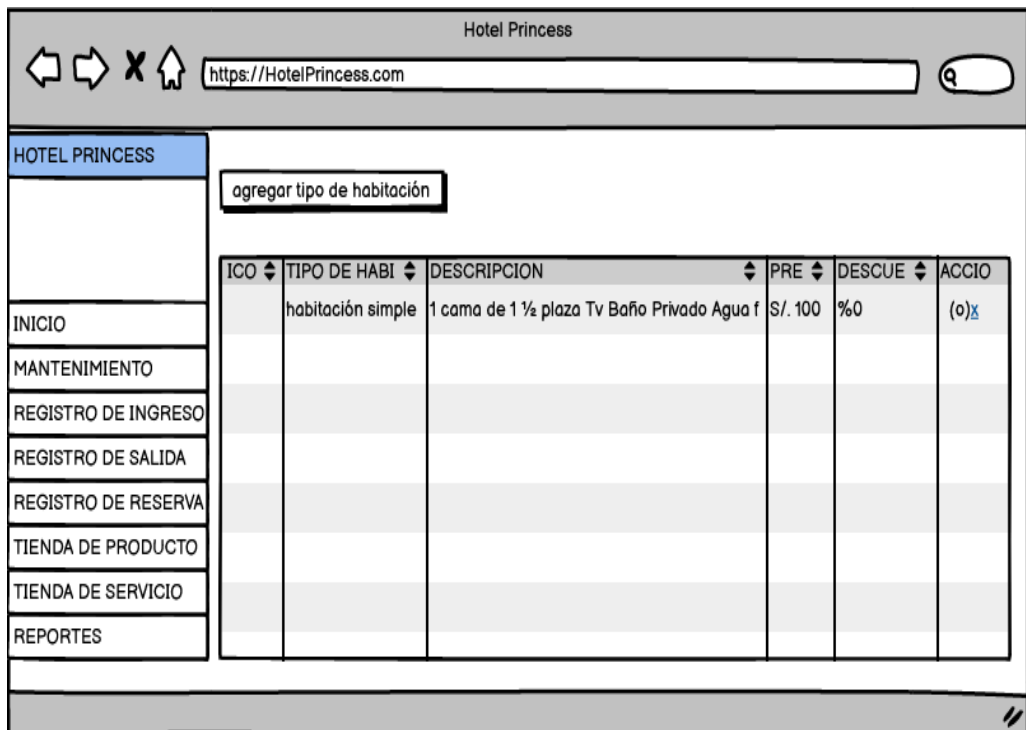 Hotel Princess
https://HotelPrincess.com
HOTEL PRINCESS
agregar tipo de habitación
ICO TIPO DE HABI DESCRIPCION PRE DESCUE ACCIO
habitación simple 1 cama de 1 ½ plaza Tv Baño Privado Agua f S/. 100 %0 (o)x
INICIO
MANTENIMIENTO
REGISTRO DE INGRESO
REGISTRO DE SALIDA
REGISTRO DE RESERVA
TIENDA DE PRODUCTO
TIENDA DE SERVICIO
REPORTES